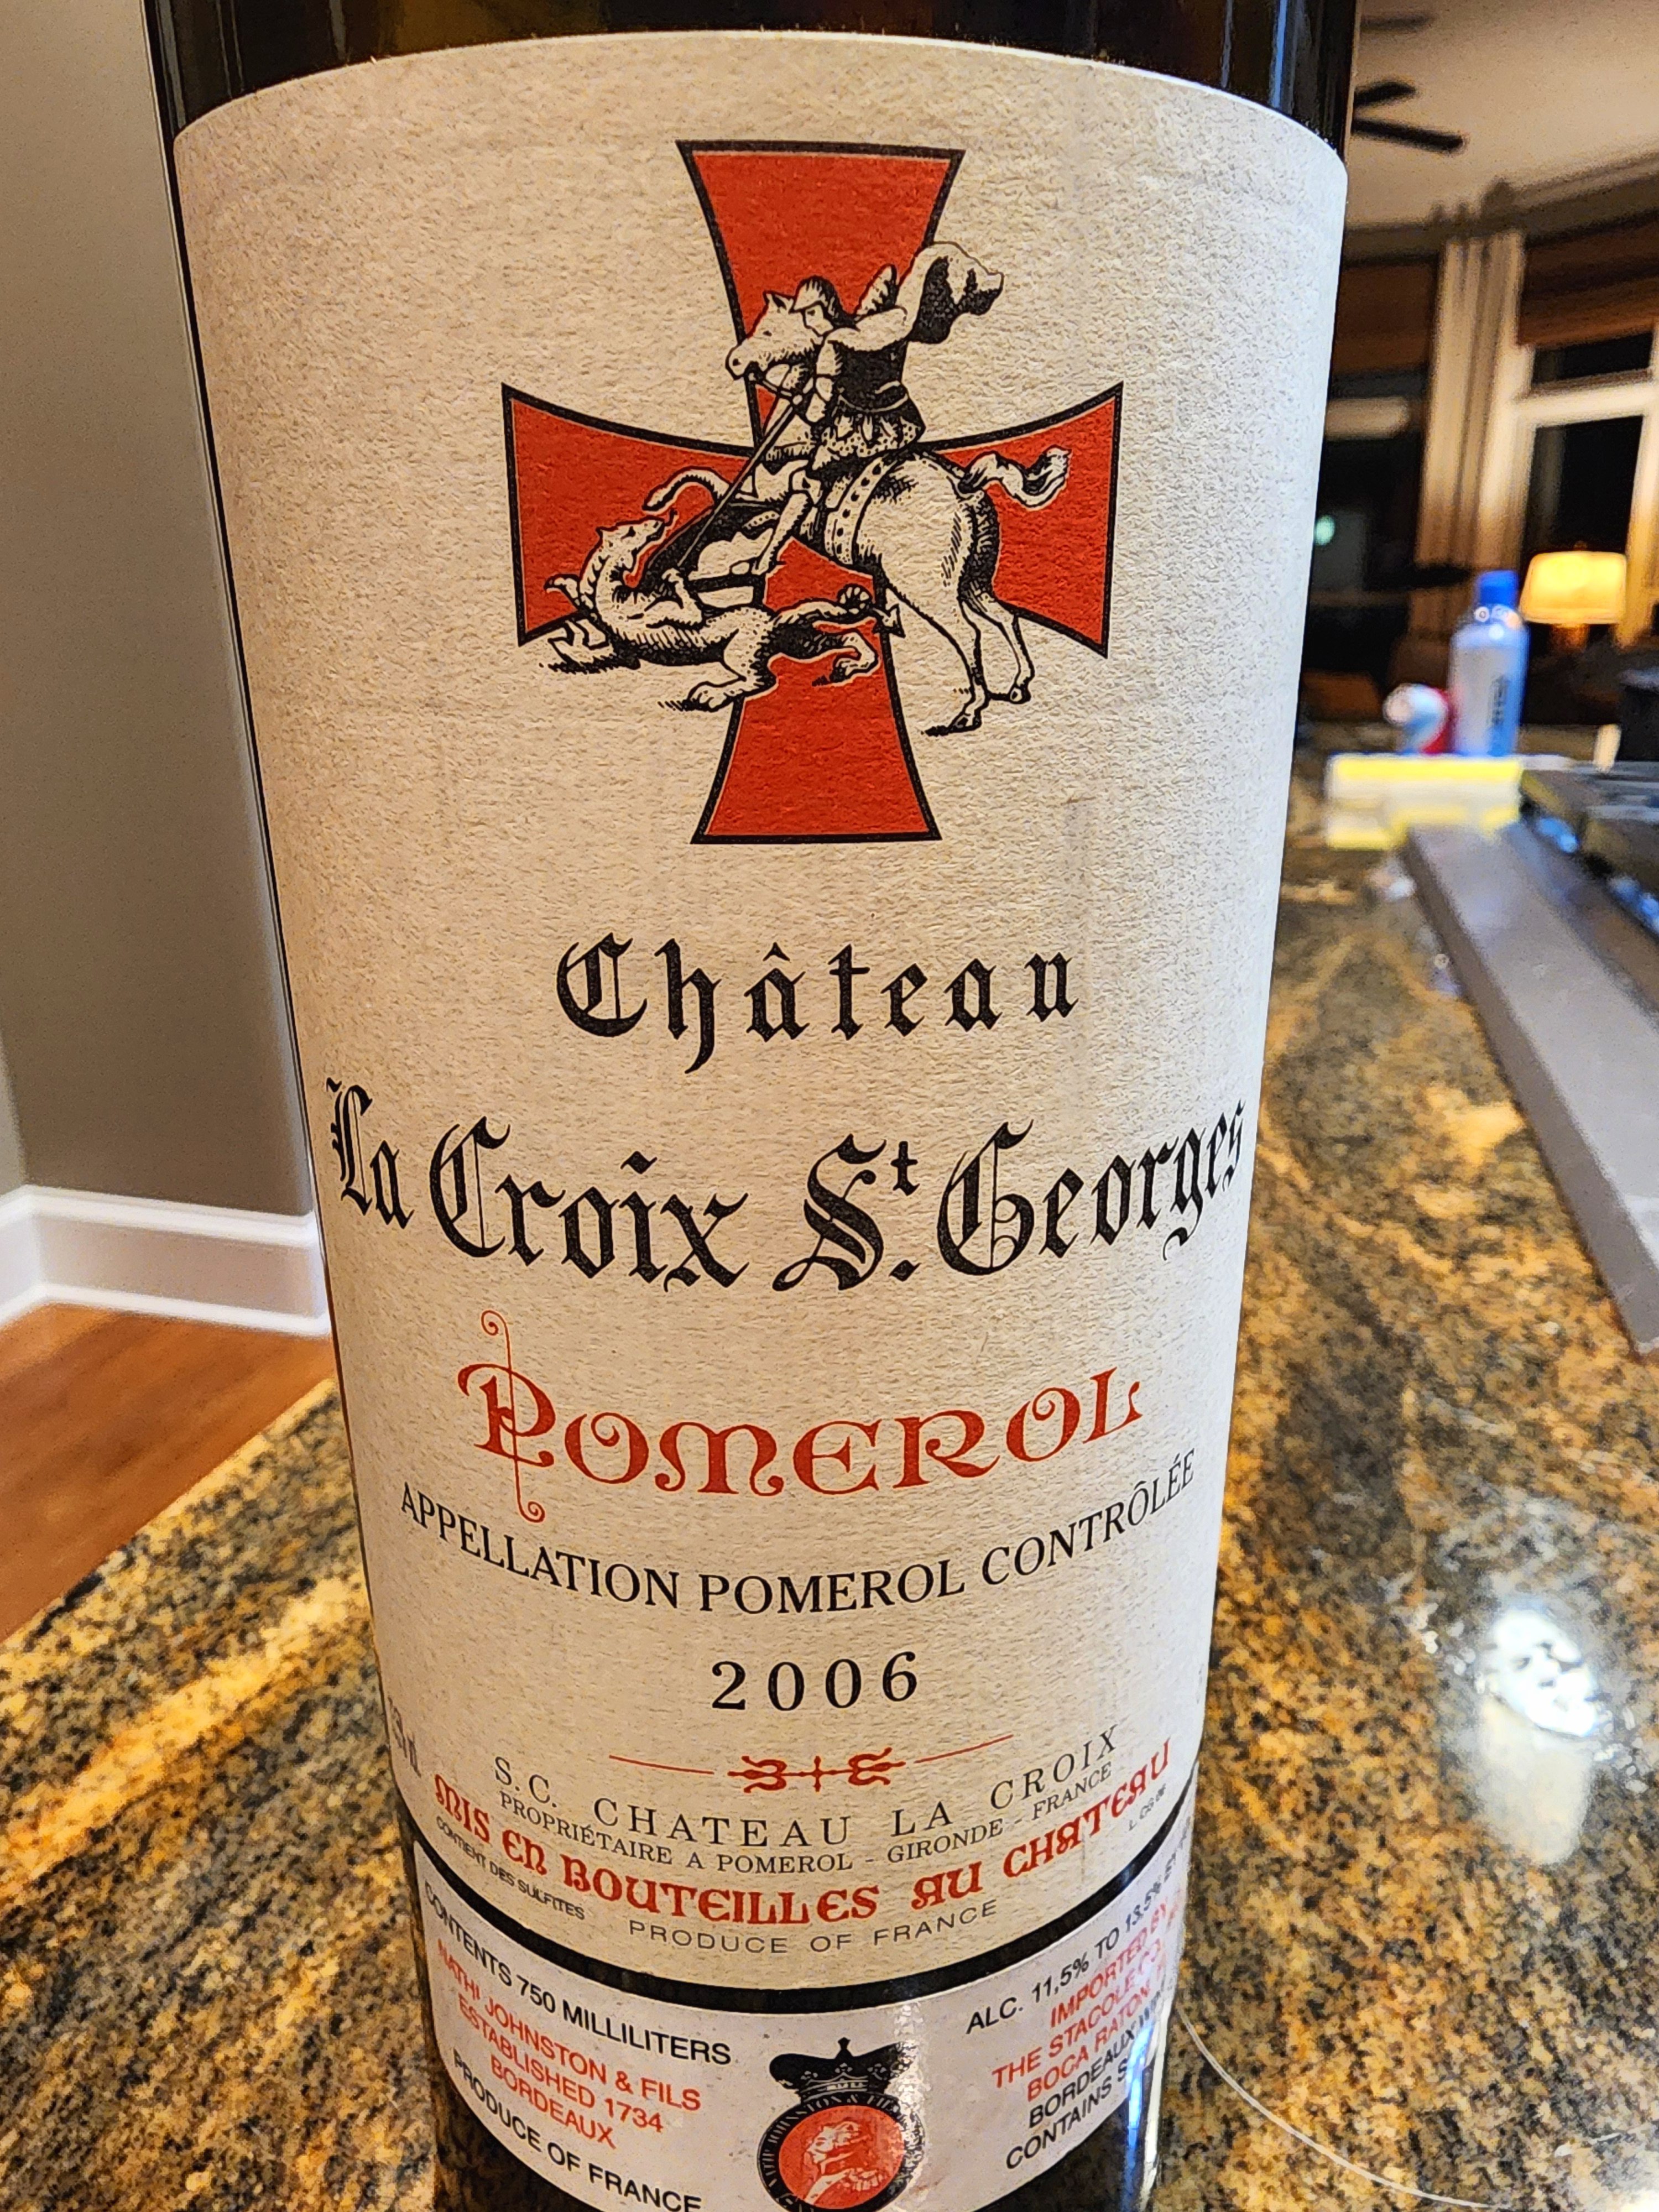 Château
La Croix St. Georges
POMEROL
APPELLATION POMEROL CONTRÔLÉE
2006
S.C. CHATEAU LA CROIX
PROPRIÉTAIRE A POMEROL - GIRONDE - FRANCE
MIS EN BOUTEILLES AU CHATEAU
CONTIENT DES SULFITES
PRODUCE OF FRANCE
CONTENTS 750 MILLILITERS
NATHI JOHNSTON & FILS
ESTABLISHED 1734
BORDEAUX
PRODUCE OF FRANCE
ALC. 11,5% TO 13,5% BY
IMPORTED BY
THE STACOLE CO.
BOCA RATON
BORDEAUX
CONTAINS